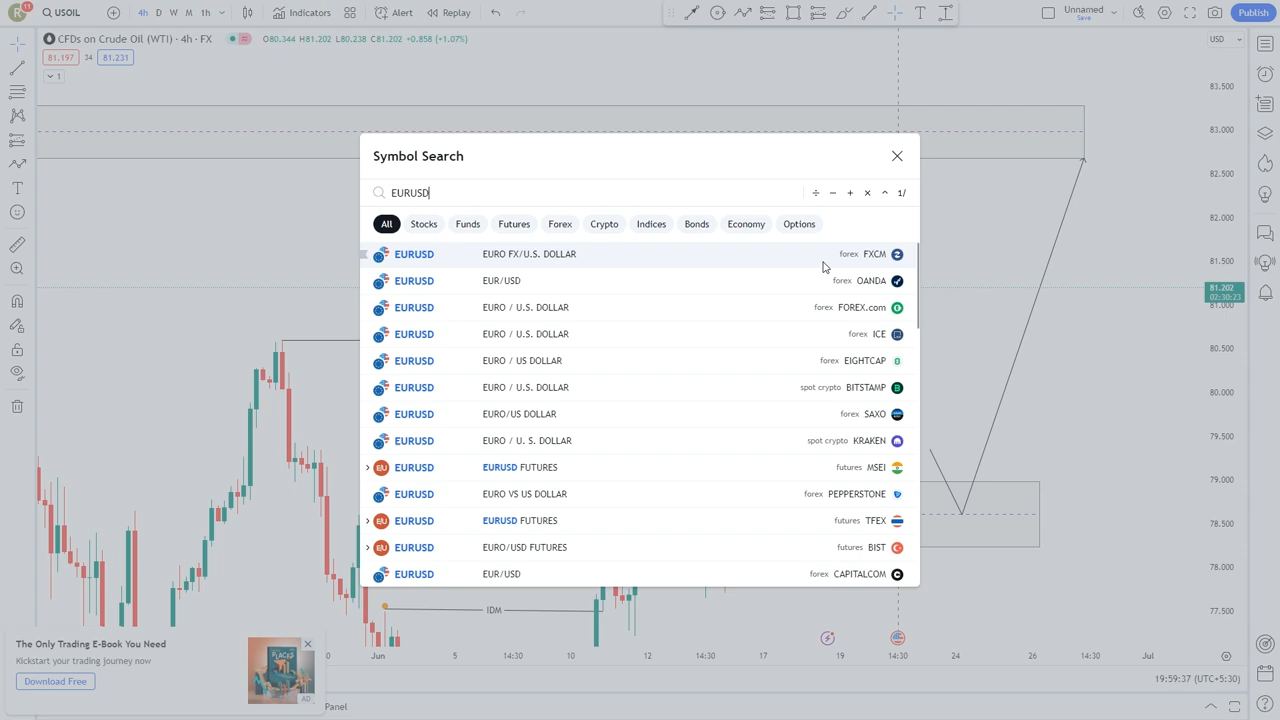 R 11 USOIL 4h D W M 1h Indicators Alert Replay Unnamed Save Publish
CFDs on Crude Oil (WTI) · 4h · FX O80.344 H81.202 L80.238 C81.202 +0.858 (+1.07%) USD
81.197 34 81.231
1
83.500
83.000
82.500
82.000
81.500
81.202
02:30:23
81.000
80.500
80.000
79.500
79.000
78.500
78.000
77.500
Symbol Search
EURUSD 1/
All Stocks Funds Futures Forex Crypto Indices Bonds Economy Options
EURUSD EURO FX/U.S. DOLLAR forex FXCM
EURUSD EUR/USD forex OANDA
EURUSD EURO / U.S. DOLLAR forex FOREX.com
EURUSD EURO / U.S. DOLLAR forex ICE
EURUSD EURO / US DOLLAR forex EIGHTCAP
EURUSD EURO / U.S. DOLLAR spot crypto BITSTAMP
EURUSD EURO/US DOLLAR forex SAXO
EURUSD EURO / U. S. DOLLAR spot crypto KRAKEN
E/U EURUSD EURUSD FUTURES futures MSEI
EURUSD EURO VS US DOLLAR forex PEPPERSTONE
E/U EURUSD EURUSD FUTURES futures TFEX
E/U EURUSD EURO/USD FUTURES futures BIST
EURUSD EUR/USD forex CAPITALCOM
IDM
The Only Trading E-Book You Need
Kickstart your trading journey now
Download Free
AD
Jun 5 14:30 10 12 14:30 17 19 14:30 24 26 14:30 Jul
19:59:37 (UTC+5:30)
Panel